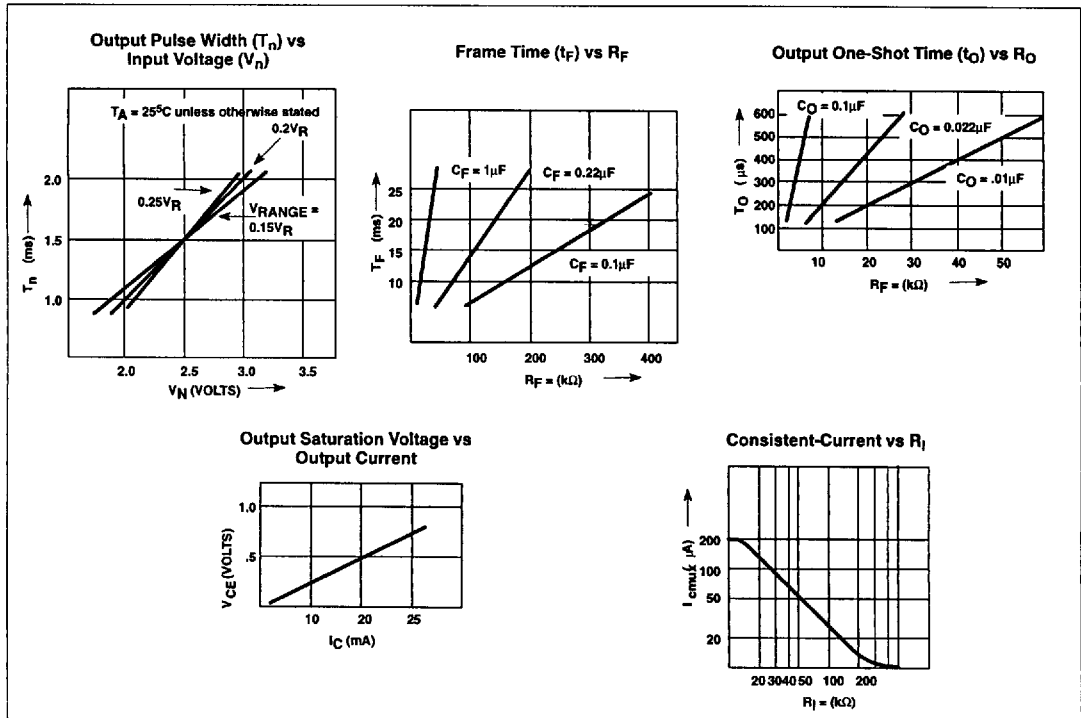 Output Pulse Width (Tn) vs
Input Voltage (Vn)
TA = 25⁵C unless otherwise stated
0.2VR
0.25VR
VRANGE =
0.15VR
2.0
1.5
1.0
Tn (ms)
2.0 2.5 3.0 3.5
VN (VOLTS)
Frame Time (tF) vs RF
CF = 1µF
CF = 0.22µF
CF = 0.1µF
25
20
15
10
TF (ms)
100 200 300 400
RF = (kΩ)
Output One-Shot Time (tO) vs RO
CO = 0.1µF
CO = 0.022µF
CO = .01µF
600
500
400
300
200
100
TO (µs)
10 20 30 40 50
RF = (kΩ)
Output Saturation Voltage vs
Output Current
1.0
.5
VCE (VOLTS)
10 20 25
IC (mA)
Consistent-Current vs RI
200
100
50
20
I cmux µA)
20 30 40 50 100 200
RI = (kΩ)